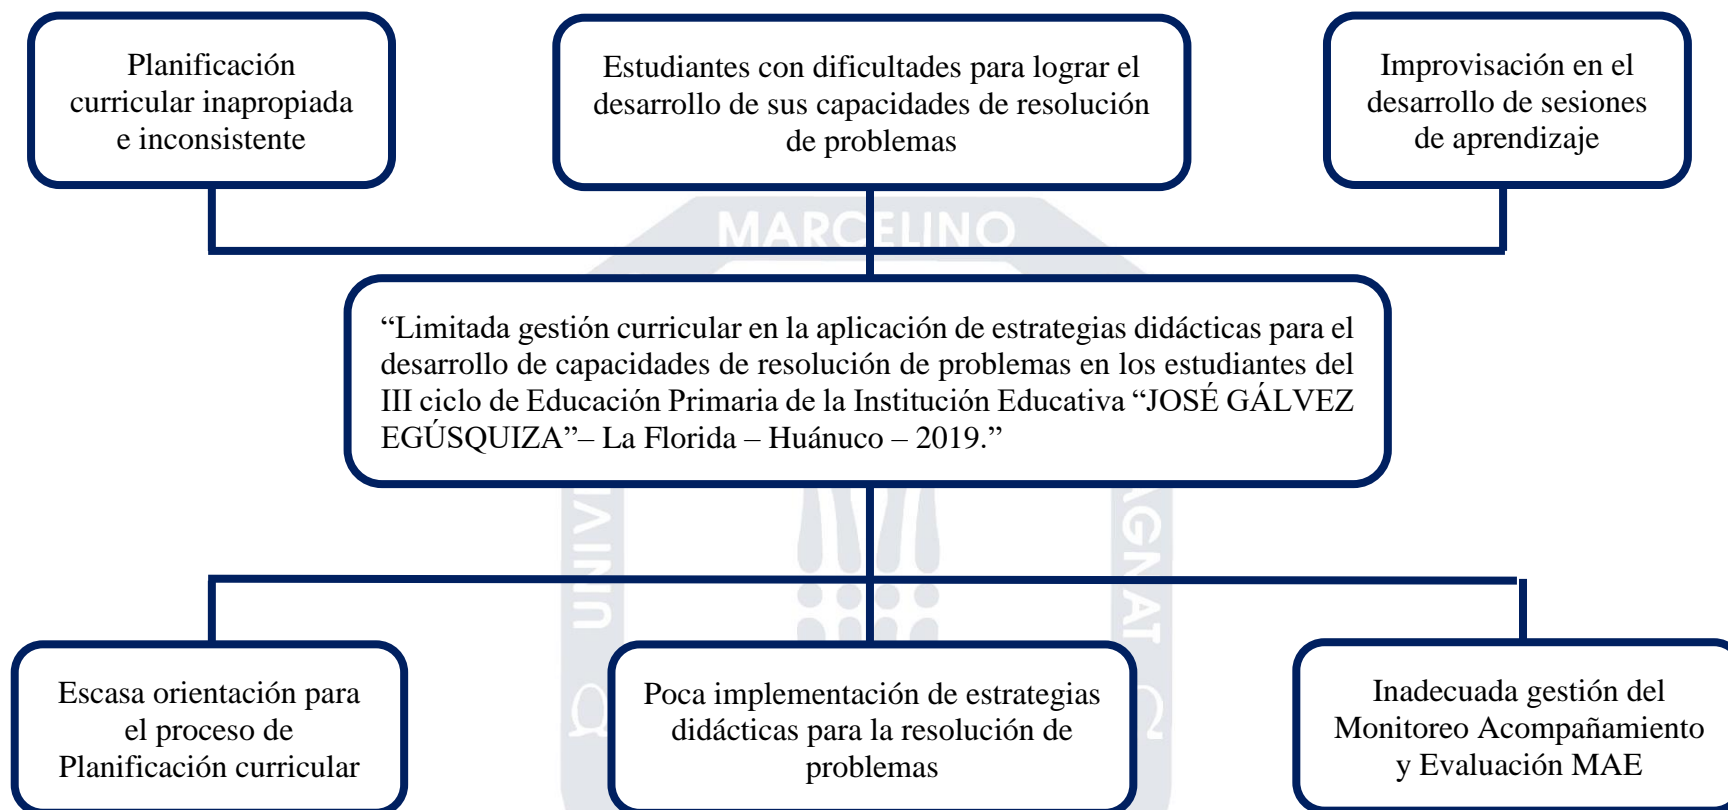 Planificación
curricular inapropiada
e inconsistente
Estudiantes con dificultades para lograr el
desarrollo de sus capacidades de resolución
de problemas
Improvisación en el
desarrollo de sesiones
de aprendizaje
MARCELINO
“Limitada gestión curricular en la aplicación de estrategias didácticas para el
desarrollo de capacidades de resolución de problemas en los estudiantes del
III ciclo de Educación Primaria de la Institución Educativa “JOSÉ GÁLVEZ
EGÚSQUIZA”– La Florida – Huánuco – 2019.”
Escasa orientación para
el proceso de
Planificación curricular
Poca implementación de estrategias
didácticas para la resolución de
problemas
Inadecuada gestión del
Monitoreo Acompañamiento
y Evaluación MAE